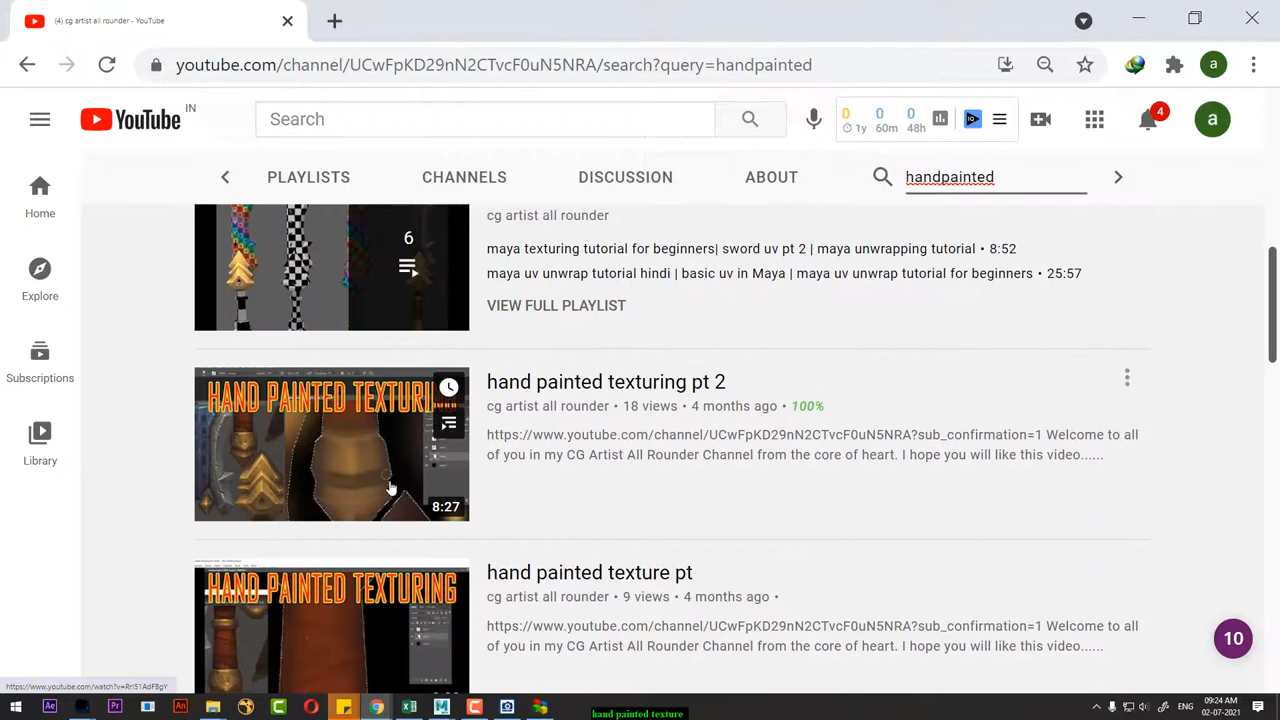 (4) cg artist all rounder - YouTube
youtube.com/channel/UCwFpKD29nN2CTvcF0uN5NRA/search?query=handpainted
a
YouTube IN
Search
0 0 0
1y 60m 48h
IQ
4
a
Home
Explore
Subscriptions
Library
PLAYLISTS CHANNELS DISCUSSION ABOUT handpainted
6
cg artist all rounder
maya texturing tutorial for beginners| sword uv pt 2 | maya unwrapping tutorial • 8:52
maya uv unwrap tutorial hindi | basic uv in Maya | maya uv unwrap tutorial for beginners • 25:57
VIEW FULL PLAYLIST
HAND PAINTED TEXTURING
8:27
hand painted texturing pt 2
cg artist all rounder • 18 views • 4 months ago • 100%
https://www.youtube.com/channel/UCwFpKD29nN2CTvcF0uN5NRA?sub_confirmation=1 Welcome to all
of you in my CG Artist All Rounder Channel from the core of heart. I hope you will like this video......
HAND PAINTED TEXTURING
hand painted texture pt
cg artist all rounder • 9 views • 4 months ago •
https://www.youtube.com/channel/UCwFpKD29nN2CTvcF0uN5NRA?sub_confirmation=1 Welcome to all
of you in my CG Artist All Rounder Channel from the core of heart. I hope you will like this video......
10
Ae Pr An
hand painted texture
09:24 AM
02-07-2021